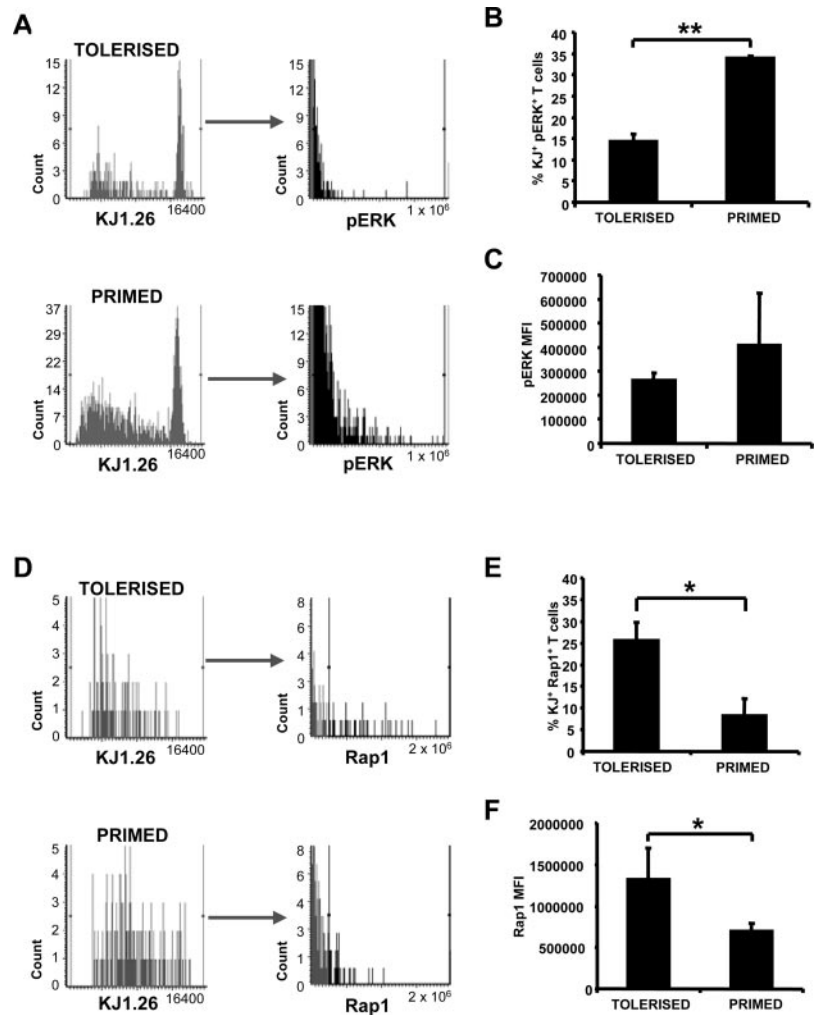 A
TOLERISED
15
12
9
6
3
0
Count
KJ1.26
16400
15
12
9
6
3
0
Count
pERK
1 x 10⁶
PRIMED
37
29
22
14
7
0
Count
KJ1.26
16400
15
12
9
6
3
0
Count
pERK
1 x 10⁶
B
**
40
35
30
25
20
15
10
5
0
% KJ⁺ pERK⁺ T cells
TOLERISED
PRIMED
C
700000
600000
500000
400000
300000
200000
100000
0
pERK MFI
TOLERISED
PRIMED
D
TOLERISED
5
4
3
2
1
0
Count
KJ1.26
16400
8
6
4
3
1
0
Count
Rap1
2 x 10⁶
PRIMED
5
4
3
2
1
0
Count
KJ1.26
16400
8
6
4
3
1
0
Count
Rap1
2 x 10⁶
E
*
40
35
30
25
20
15
10
5
0
% KJ⁺ Rap1⁺ T cells
TOLERISED
PRIMED
F
*
2000000
1500000
1000000
500000
0
Rap1 MFI
TOLERISED
PRIMED